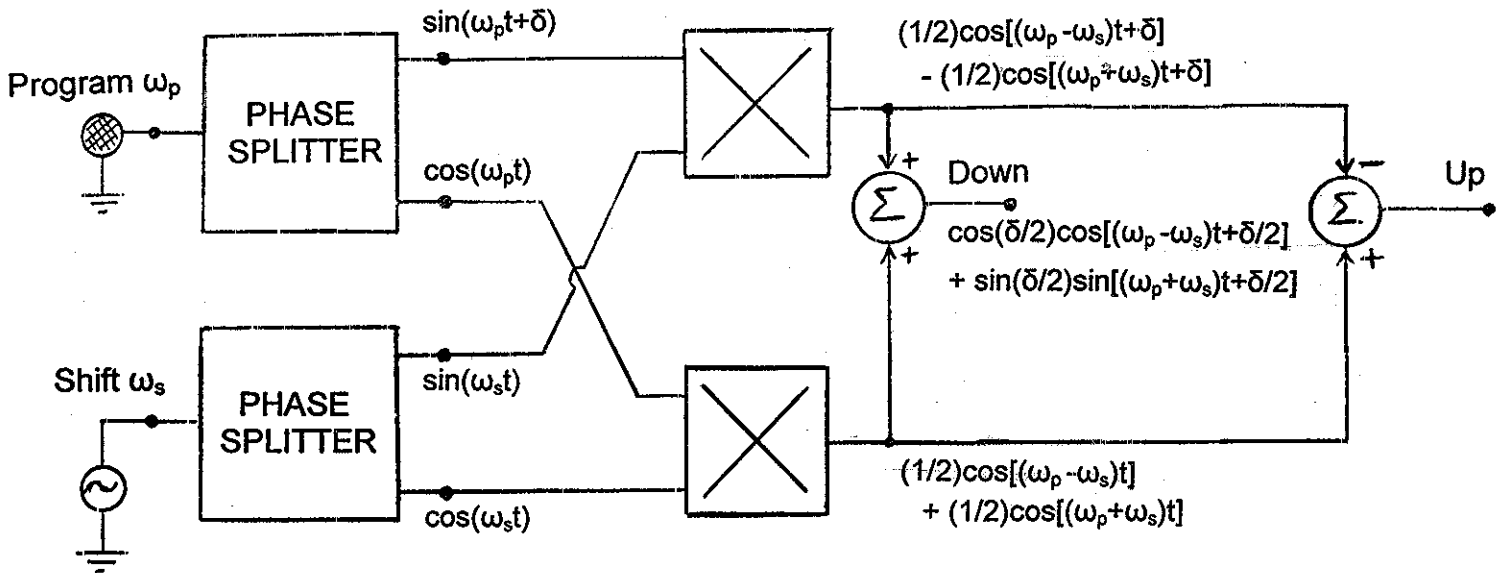 sin(ωₚt+δ)
Program ωₚ
PHASE
SPLITTER
cos(ωₚt)
(1/2)cos[(ωₚ-ωₛ)t+δ]
- (1/2)cos[(ωₚ+ωₛ)t+δ]
+
-
Down
Σ
Up
Σ
cos(δ/2)cos[(ωₚ-ωₛ)t+δ/2]
+ sin(δ/2)sin[(ωₚ+ωₛ)t+δ/2]
+
+
Shift ωₛ
PHASE
SPLITTER
sin(ωₛt)
cos(ωₛt)
(1/2)cos[(ωₚ-ωₛ)t]
+ (1/2)cos[(ωₚ+ωₛ)t]